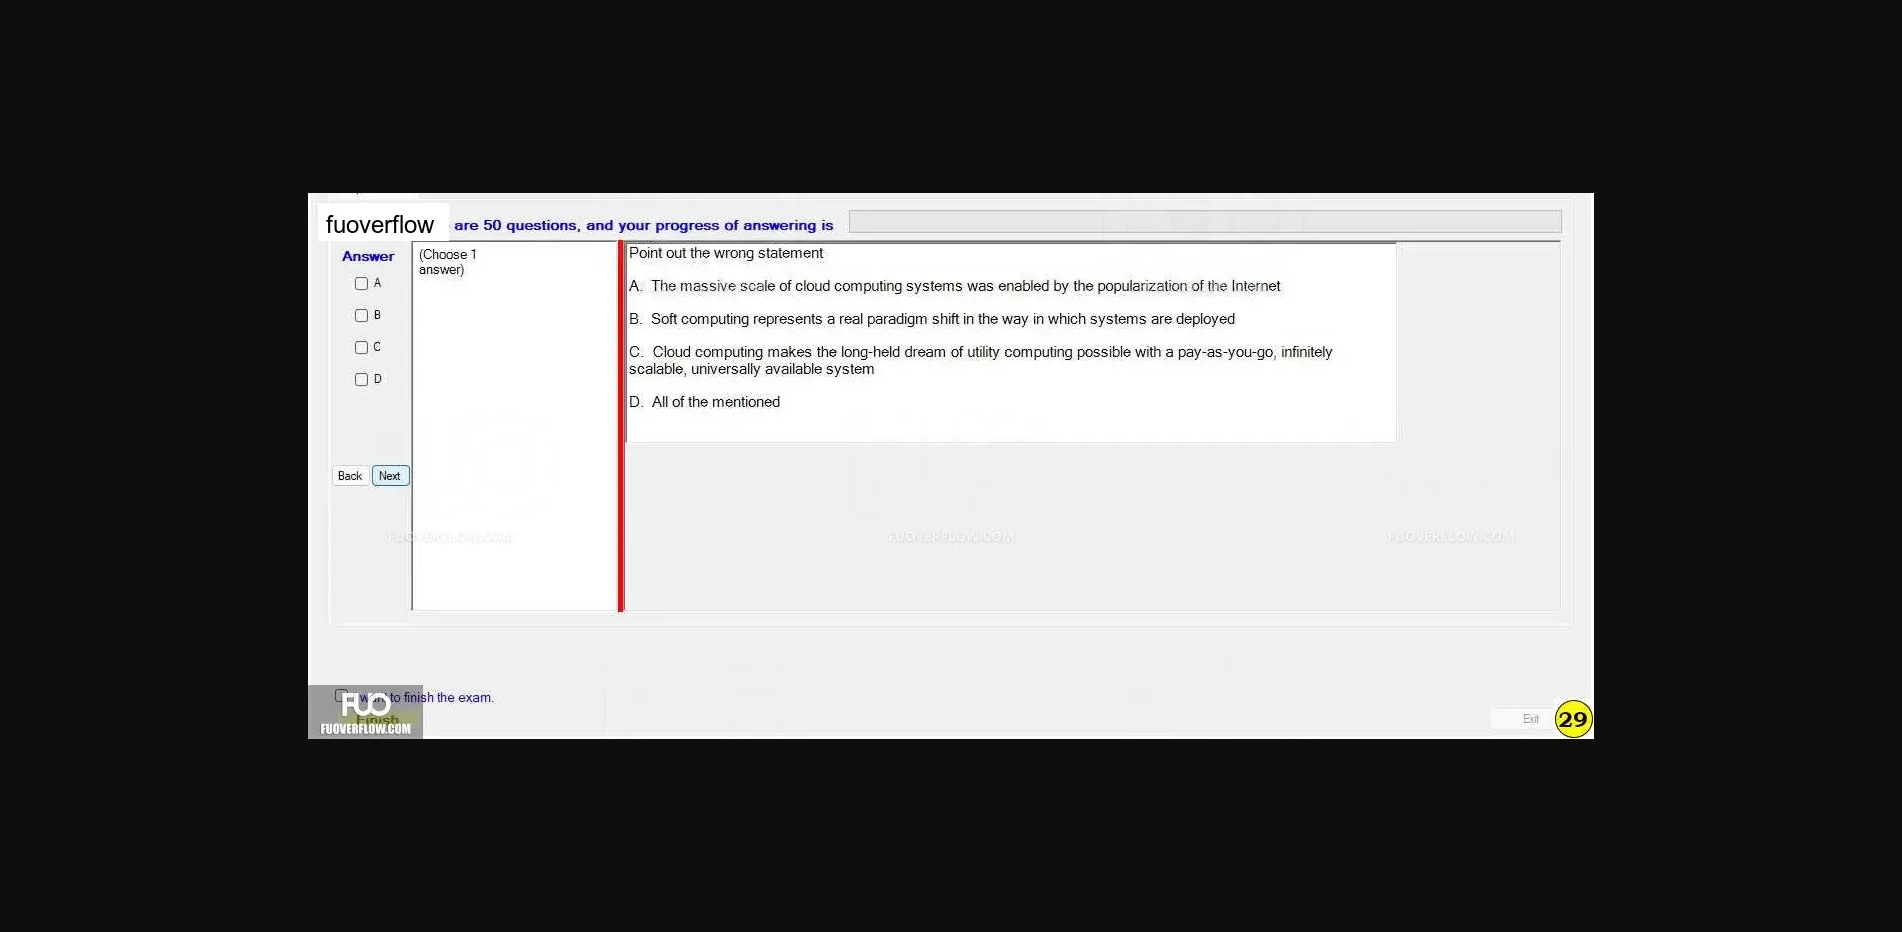 fuoverflow
are 50 questions, and your progress of answering is
Answer
(Choose 1
answer)
A
B
C
D
Back
Next
Point out the wrong statement
A. The massive scale of cloud computing systems was enabled by the popularization of the Internet
B. Soft computing represents a real paradigm shift in the way in which systems are deployed
C. Cloud computing makes the long-held dream of utility computing possible with a pay-as-you-go, infinitely
scalable, universally available system
D. All of the mentioned
FUOVERFLOW.COM
FUOVERFLOW.COM
FUOVERFLOW.COM
want to finish the exam.
Finish
FUO
FUOVERFLOW.COM
Exit
29